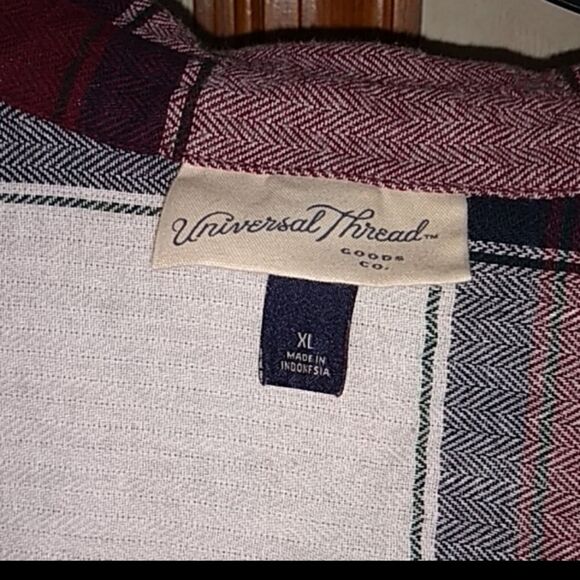 Universal Thread™
GOODS
CO.
XL
MADE IN
INDONESIA